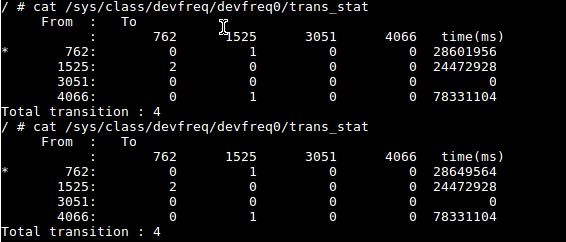 / # cat /sys/class/devfreq/devfreq0/trans_stat
     From  :   To
           :       762      1525      3051      4066   time(ms)
*      762:         0         1         0         0  28601956
      1525:         2         0         0         0  24472928
      3051:         0         0         0         0         0
      4066:         0         1         0         0  78331104
Total transition : 4
/ # cat /sys/class/devfreq/devfreq0/trans_stat
     From  :   To
           :       762      1525      3051      4066   time(ms)
*      762:         0         1         0         0  28649564
      1525:         2         0         0         0  24472928
      3051:         0         0         0         0         0
      4066:         0         1         0         0  78331104
Total transition : 4